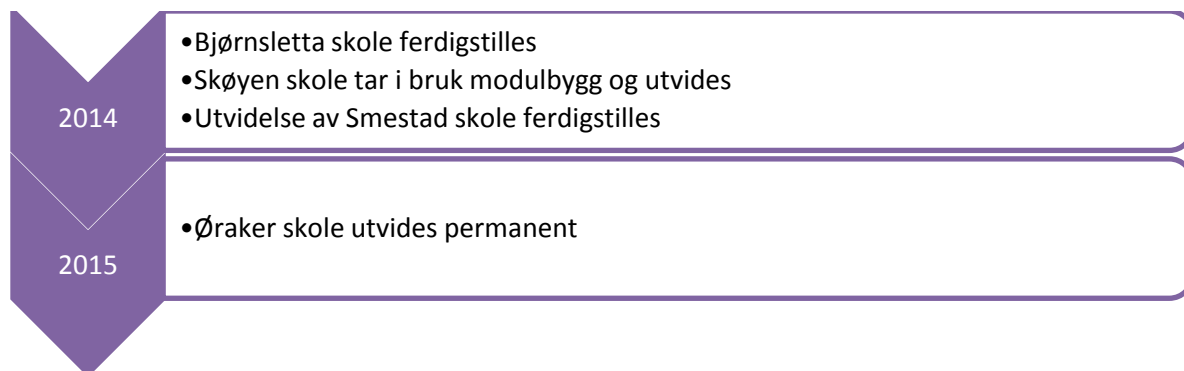 2014
•Bjørnsletta skole ferdigstilles
•Skøyen skole tar i bruk modulbygg og utvides
•Utvidelse av Smestad skole ferdigstilles
2015
•Øraker skole utvides permanent